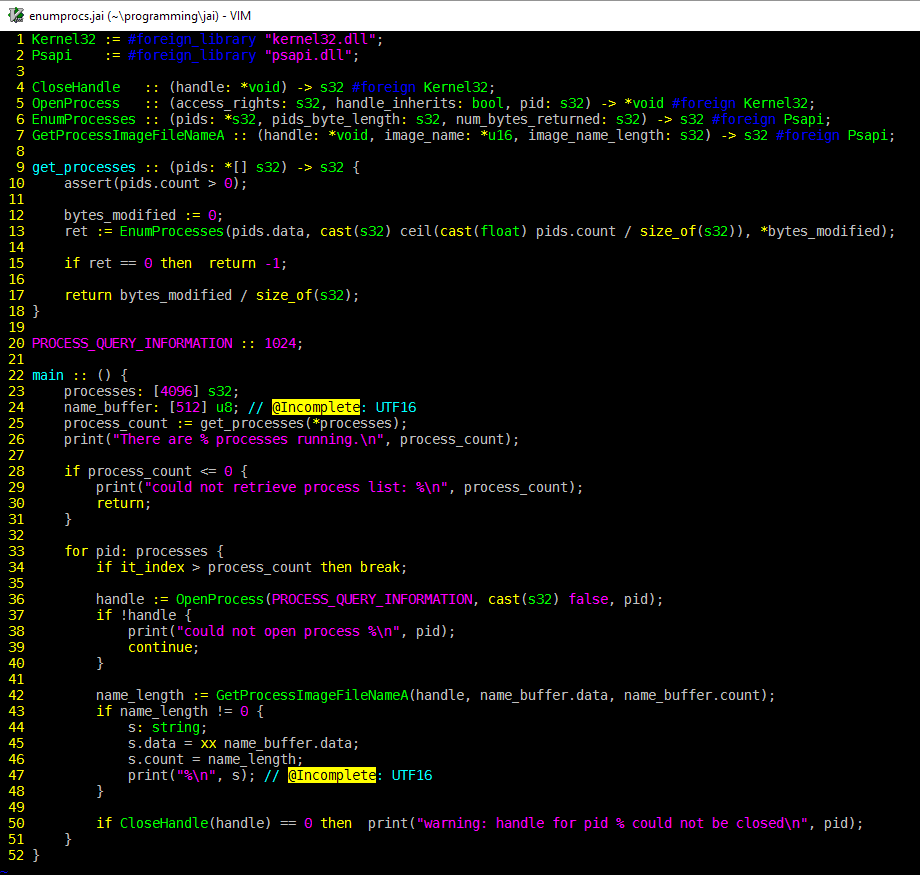 enumprocs.jai (~\programming\jai) - VIM
1 Kernel32 := #foreign_library "kernel32.dll";
2 Psapi    := #foreign_library "psapi.dll";
3
4 CloseHandle   :: (handle: *void) -> s32 #foreign Kernel32;
5 OpenProcess   :: (access_rights: s32, handle_inherits: bool, pid: s32) -> *void #foreign Kernel32;
6 EnumProcesses :: (pids: *s32, pids_byte_length: s32, num_bytes_returned: s32) -> s32 #foreign Psapi;
7 GetProcessImageFileNameA :: (handle: *void, image_name: *u16, image_name_length: s32) -> s32 #foreign Psapi;
8
9 get_processes :: (pids: *[] s32) -> s32 {
10     assert(pids.count > 0);
11
12     bytes_modified := 0;
13     ret := EnumProcesses(pids.data, cast(s32) ceil(cast(float) pids.count / size_of(s32)), *bytes_modified);
14
15     if ret == 0 then  return -1;
16
17     return bytes_modified / size_of(s32);
18 }
19
20 PROCESS_QUERY_INFORMATION :: 1024;
21
22 main :: () {
23     processes: [4096] s32;
24     name_buffer: [512] u8; // @Incomplete: UTF16
25     process_count := get_processes(*processes);
26     print("There are % processes running.\n", process_count);
27
28     if process_count <= 0 {
29         print("could not retrieve process list: %\n", process_count);
30         return;
31     }
32
33     for pid: processes {
34         if it_index > process_count then break;
35
36         handle := OpenProcess(PROCESS_QUERY_INFORMATION, cast(s32) false, pid);
37         if !handle {
38             print("could not open process %\n", pid);
39             continue;
40         }
41
42         name_length := GetProcessImageFileNameA(handle, name_buffer.data, name_buffer.count);
43         if name_length != 0 {
44             s: string;
45             s.data = xx name_buffer.data;
46             s.count = name_length;
47             print("%\n", s); // @Incomplete: UTF16
48         }
49
50         if CloseHandle(handle) == 0 then  print("warning: handle for pid % could not be closed\n", pid);
51     }
52 }
~